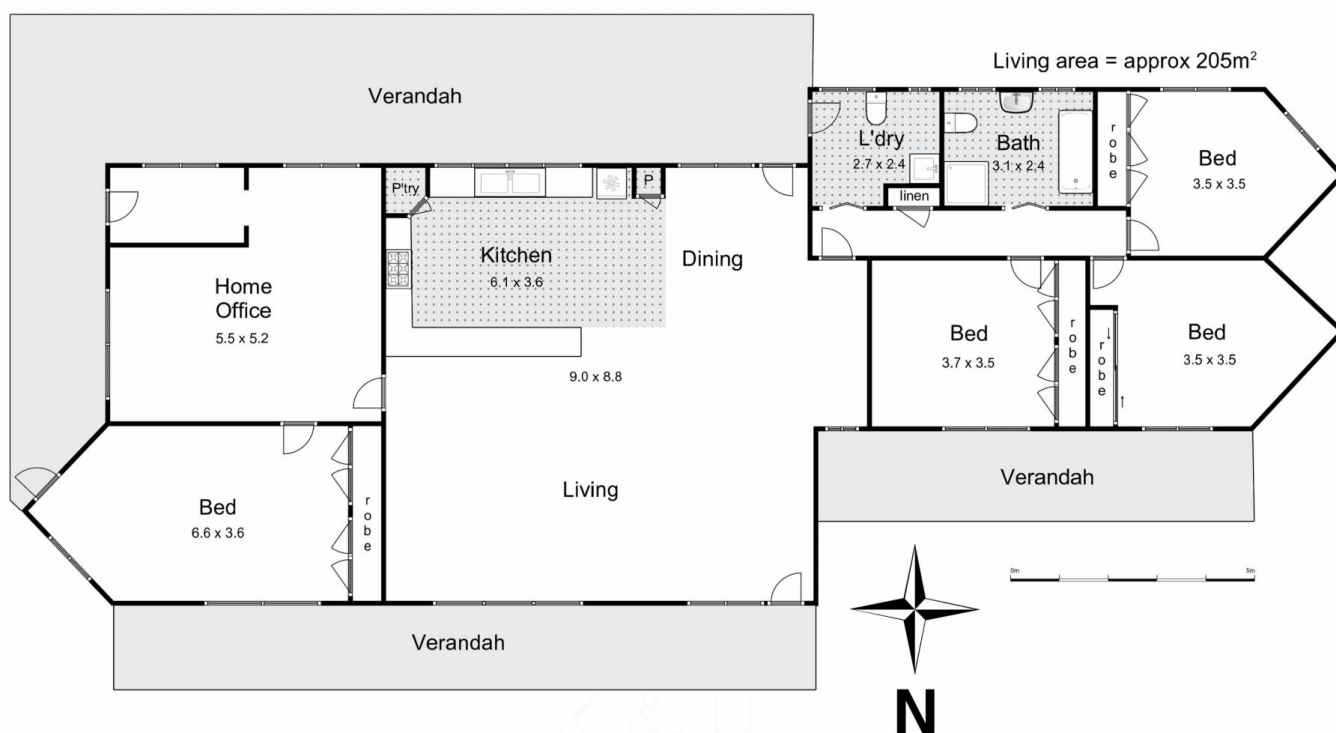 Living area = approx 205m²
Verandah
L'dry
2.7 x 2.4
Bath
3.1 x 2.4
robe
Bed
3.5 x 3.5
P'try
P
linen
Kitchen
6.1 x 3.6
Dining
Home
Office
5.5 x 5.2
Bed
3.7 x 3.5
robe
robe
Bed
3.5 x 3.5
9.0 x 8.8
Bed
6.6 x 3.6
robe
Living
Verandah
0m
5m
Verandah
N